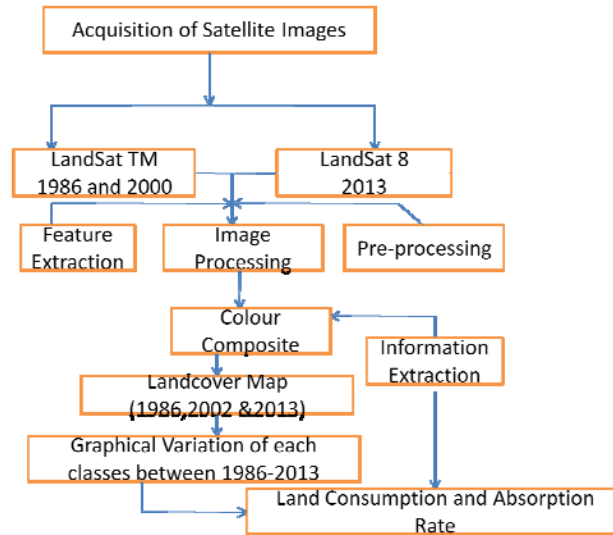 Acquisition of Satellite Images
LandSat TM
1986 and 2000
LandSat 8
2013
Feature
Extraction
Image
Processing
Pre-processing
Colour
Composite
Information
Extraction
Landcover Map
(1986,2002 &2013)
Graphical Variation of each
classes between 1986-2013
Land Consumption and Absorption
Rate